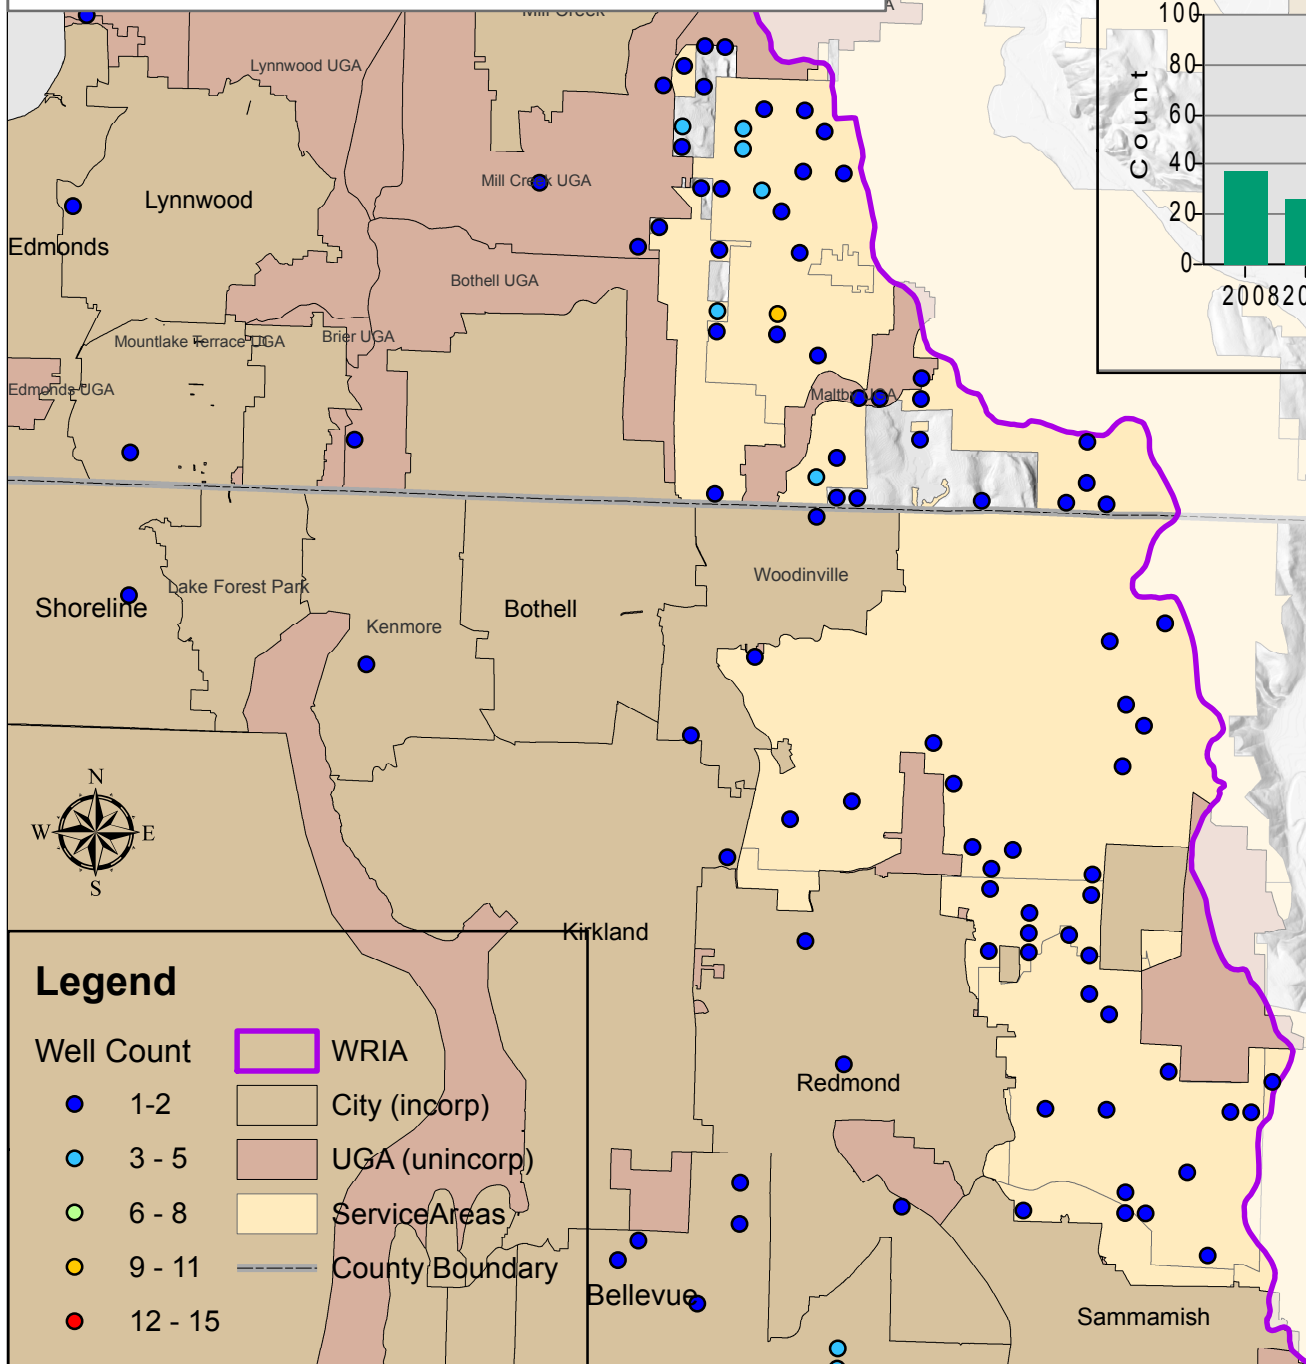 Mill Creek
A
100
80
60
40
20
0
Count
2008
20
Lynnwood UGA
Mill Creek UGA
Lynnwood
Edmonds
Bothell UGA
Mountlake Terrace UGA
Brier UGA
Edmonds UGA
Maltby UGA
Woodinville
Lake Forest Park
Shoreline
Bothell
Kenmore
N
W
E
S
Kirkland
Redmond
Bellevue
Sammamish
Legend
Well Count
1-2
3 - 5
6 - 8
9 - 11
12 - 15
WRIA
City (incorp)
UGA (unincorp)
ServiceAreas
County Boundary